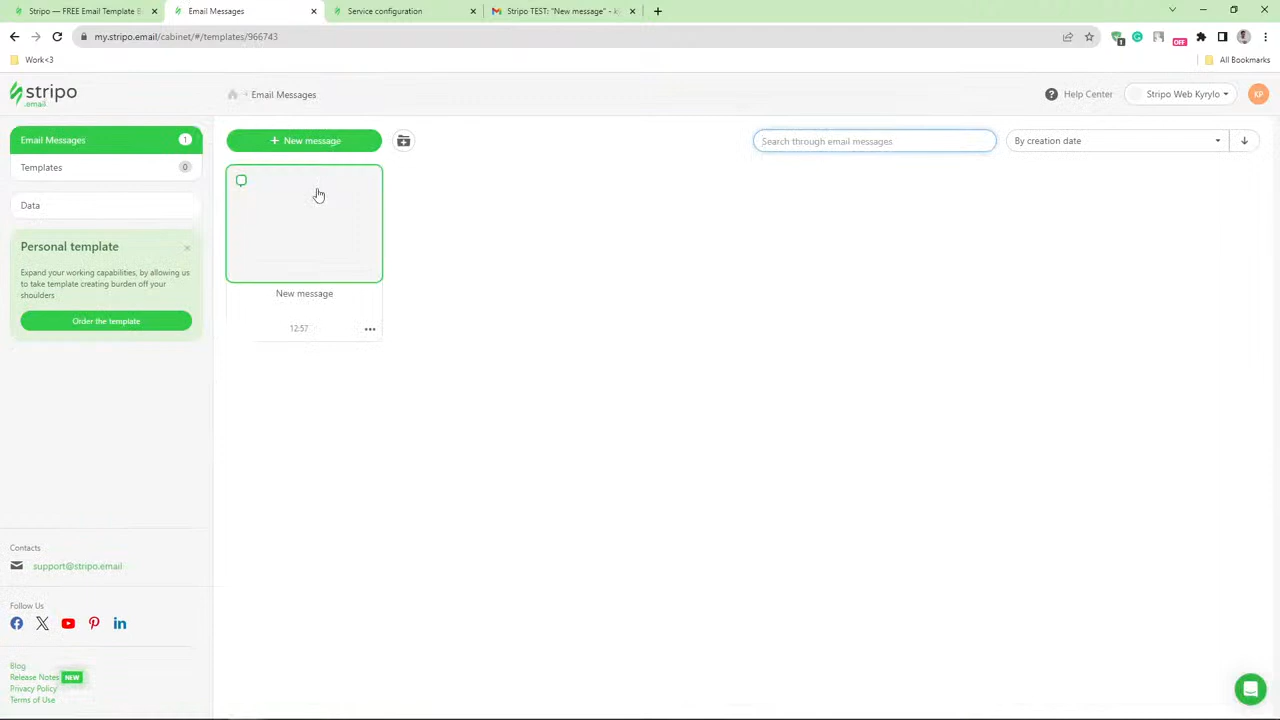 Stripo — FREE Email Template B
Email Messages
Service configuration
Stripo TEST: "New message" - k
my.stripo.email/cabinet/#/templates/966743
1
OFF
Work<3
All Bookmarks
stripo
.email
Email Messages
Help Center
Stripo Web Kyrylo
KP
Email Messages 1
New message
Search through email messages
By creation date
Templates 0
Data
Personal template
Expand your working capabilities, by allowing us
to take template creating burden off your
shoulders
Order the template
New message
12:57
Contacts
support@stripo.email
Follow Us
Blog
Release Notes NEW
Privacy Policy
Terms of Use